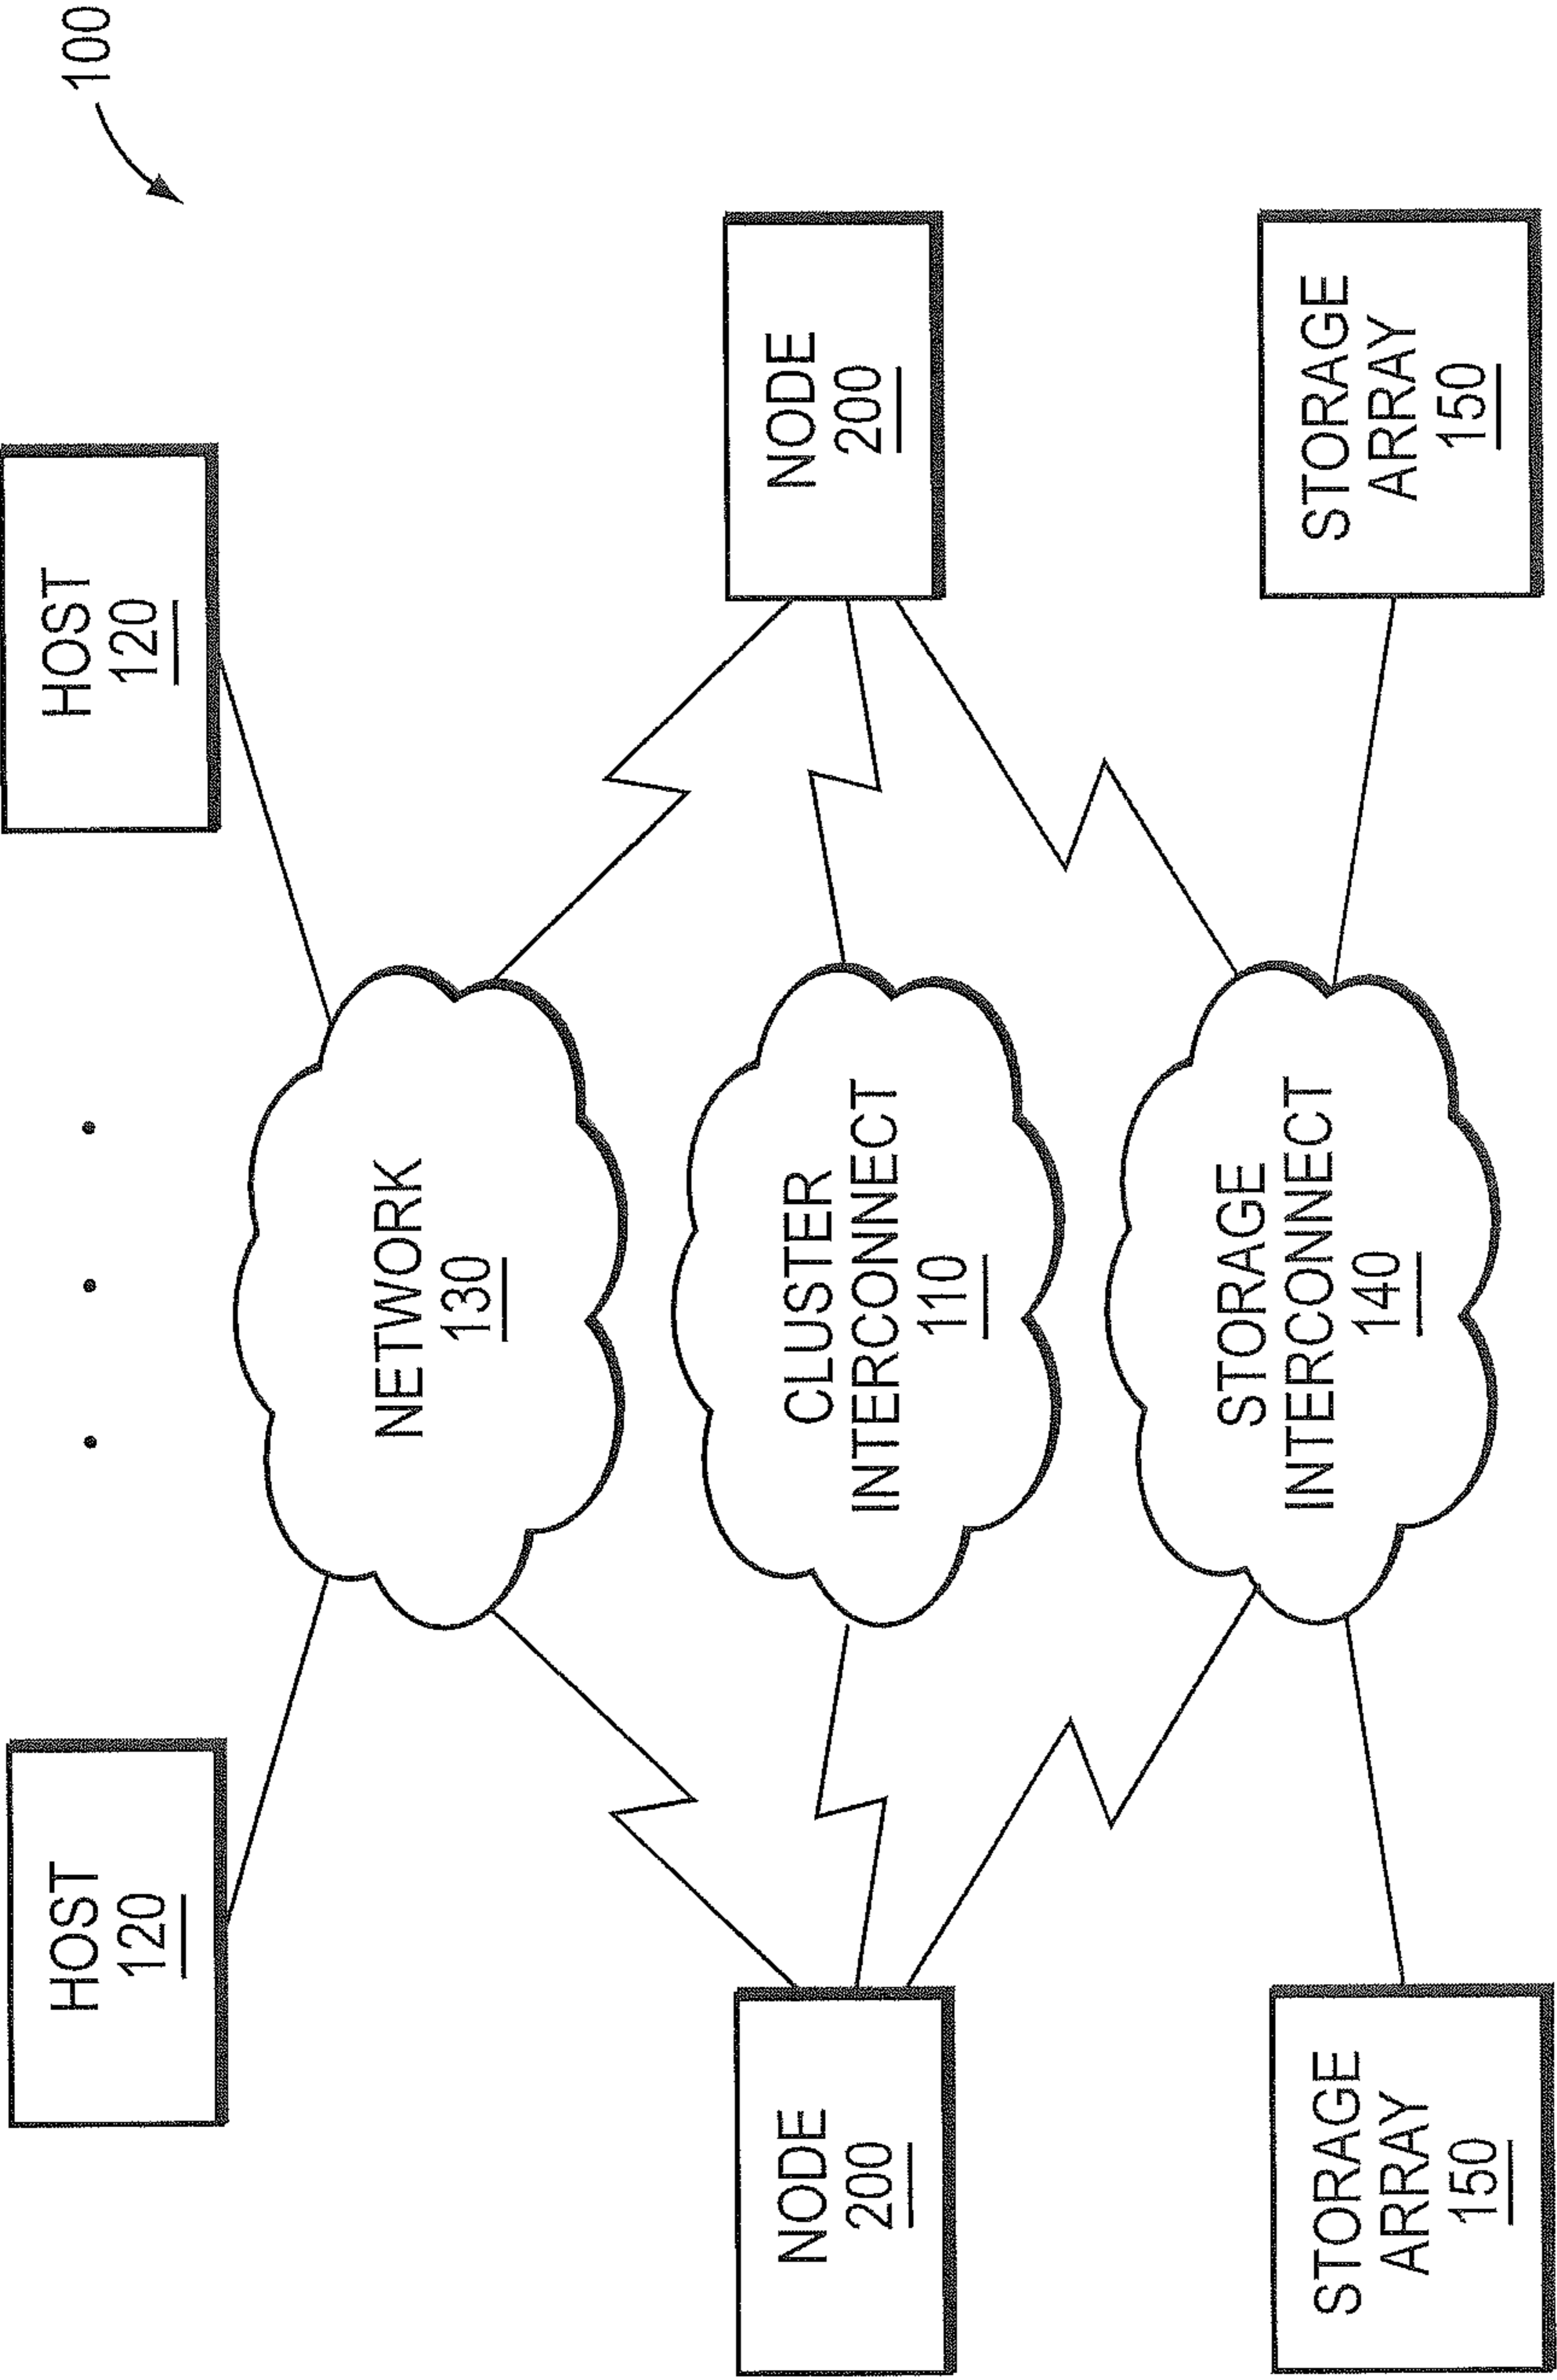 HOST
120
HOST
120
100
NETWORK
130
NODE
200
CLUSTER
INTERCONNECT
110
NODE
200
STORAGE
ARRAY
150
STORAGE
INTERCONNECT
140
STORAGE
ARRAY
150